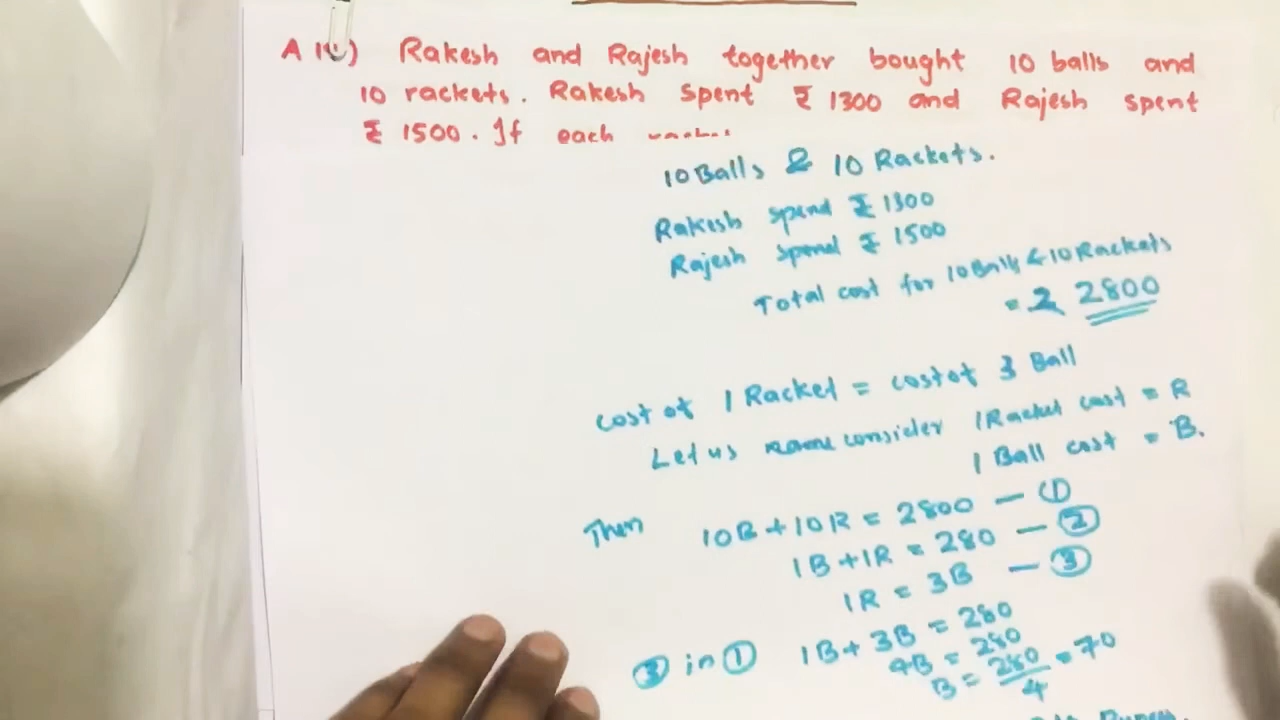 A 10) Rakesh and Rajesh together bought 10 balls and
10 rackets. Rakesh spent ₹ 1300 and Rajesh spent
₹ 1500. If each
10 Balls & 10 Rackets.
Rakesh spend ₹ 1300
Rajesh spend ₹ 1500
Total cost for 10 Balls & 10 Rackets
= ₹ 2800
cost of 1 Racket = cost of 3 Ball
Let us consider 1 Racket cost = R
1 Ball cost = B.
Then 10B + 10R = 2800 — ①
1B + 1R = 280 — ②
1R = 3B — ③
③ in ① 1B + 3B = 280
4B = 280
B = 280/4 = 70